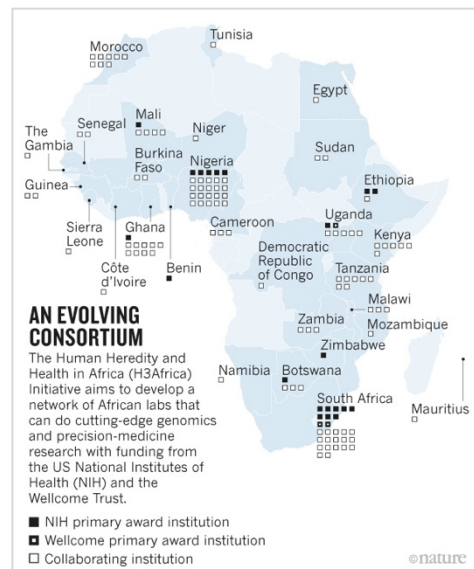 Tunisia
Morocco
Egypt
Mali
Senegal
Niger
The
Gambia
Burkina
Faso
Sudan
Nigeria
Guinea
Ethiopia
Uganda
Sierra
Leone
Ghana
Cameroon
Kenya
Côte
d'Ivoire
Benin
Democratic
Republic
of Congo
Tanzania
Malawi
Zambia
Mozambique
Zimbabwe
Namibia
Botswana
Mauritius
South Africa
AN EVOLVING
CONSORTIUM
The Human Heredity and
Health in Africa (H3Africa)
Initiative aims to develop a
network of African labs that
can do cutting-edge genomics
and precision-medicine
research with funding from
the US National Institutes of
Health (NIH) and the
Wellcome Trust.
NIH primary award institution
Wellcome primary award institution
Collaborating institution
©nature